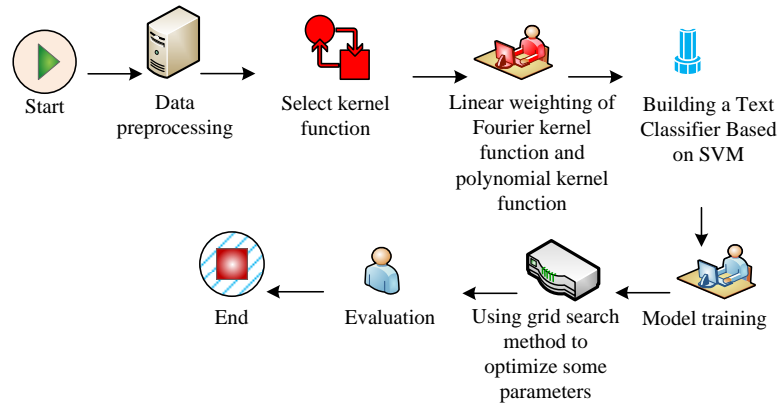 Start
Data
preprocessing
Select kernel
function
Linear weighting of
Fourier kernel
function and
polynomial kernel
function
Building a Text
Classifier Based
on SVM
Model training
Using grid search
method to
optimize some
parameters
Evaluation
End